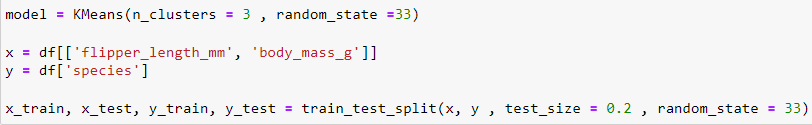 model = KMeans(n_clusters = 3 , random_state =33)
x = df[['flipper_length_mm', 'body_mass_g']]
y = df['species']
x_train, x_test, y_train, y_test = train_test_split(x, y , test_size = 0.2 , random_state = 33)